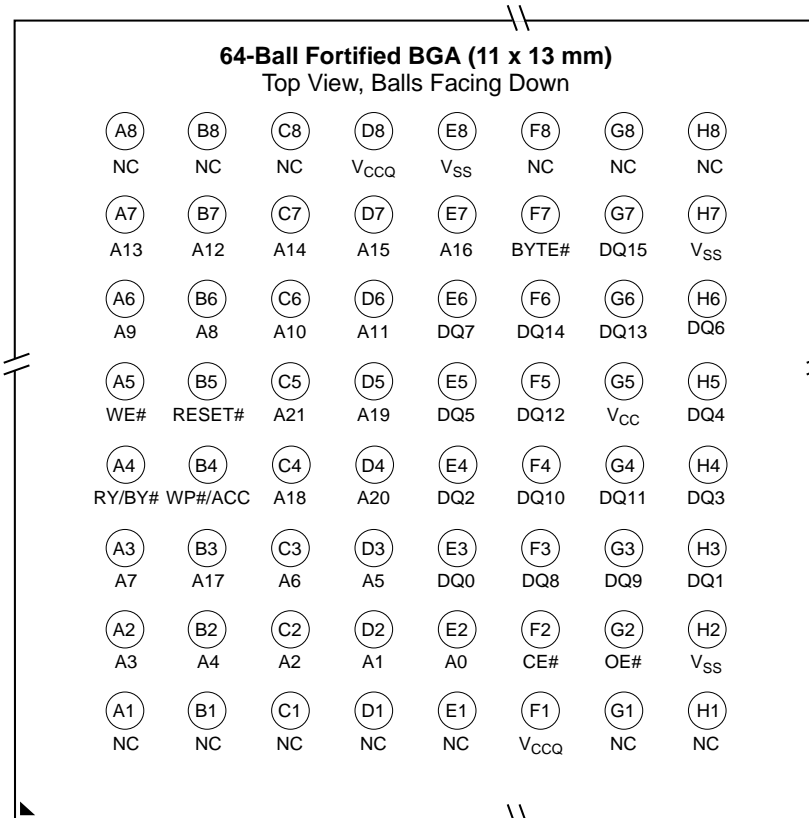 64-Ball Fortified BGA (11 x 13 mm)
Top View, Balls Facing Down
A8 B8 C8 D8 E8 F8 G8 H8
NC NC NC VCCQ VSS NC NC NC
A7 B7 C7 D7 E7 F7 G7 H7
A13 A12 A14 A15 A16 BYTE# DQ15 VSS
A6 B6 C6 D6 E6 F6 G6 H6
A9 A8 A10 A11 DQ7 DQ14 DQ13 DQ6
A5 B5 C5 D5 E5 F5 G5 H5
WE# RESET# A21 A19 DQ5 DQ12 VCC DQ4
A4 B4 C4 D4 E4 F4 G4 H4
RY/BY# WP#/ACC A18 A20 DQ2 DQ10 DQ11 DQ3
A3 B3 C3 D3 E3 F3 G3 H3
A7 A17 A6 A5 DQ0 DQ8 DQ9 DQ1
A2 B2 C2 D2 E2 F2 G2 H2
A3 A4 A2 A1 A0 CE# OE# VSS
A1 B1 C1 D1 E1 F1 G1 H1
NC NC NC NC NC VCCQ NC NC